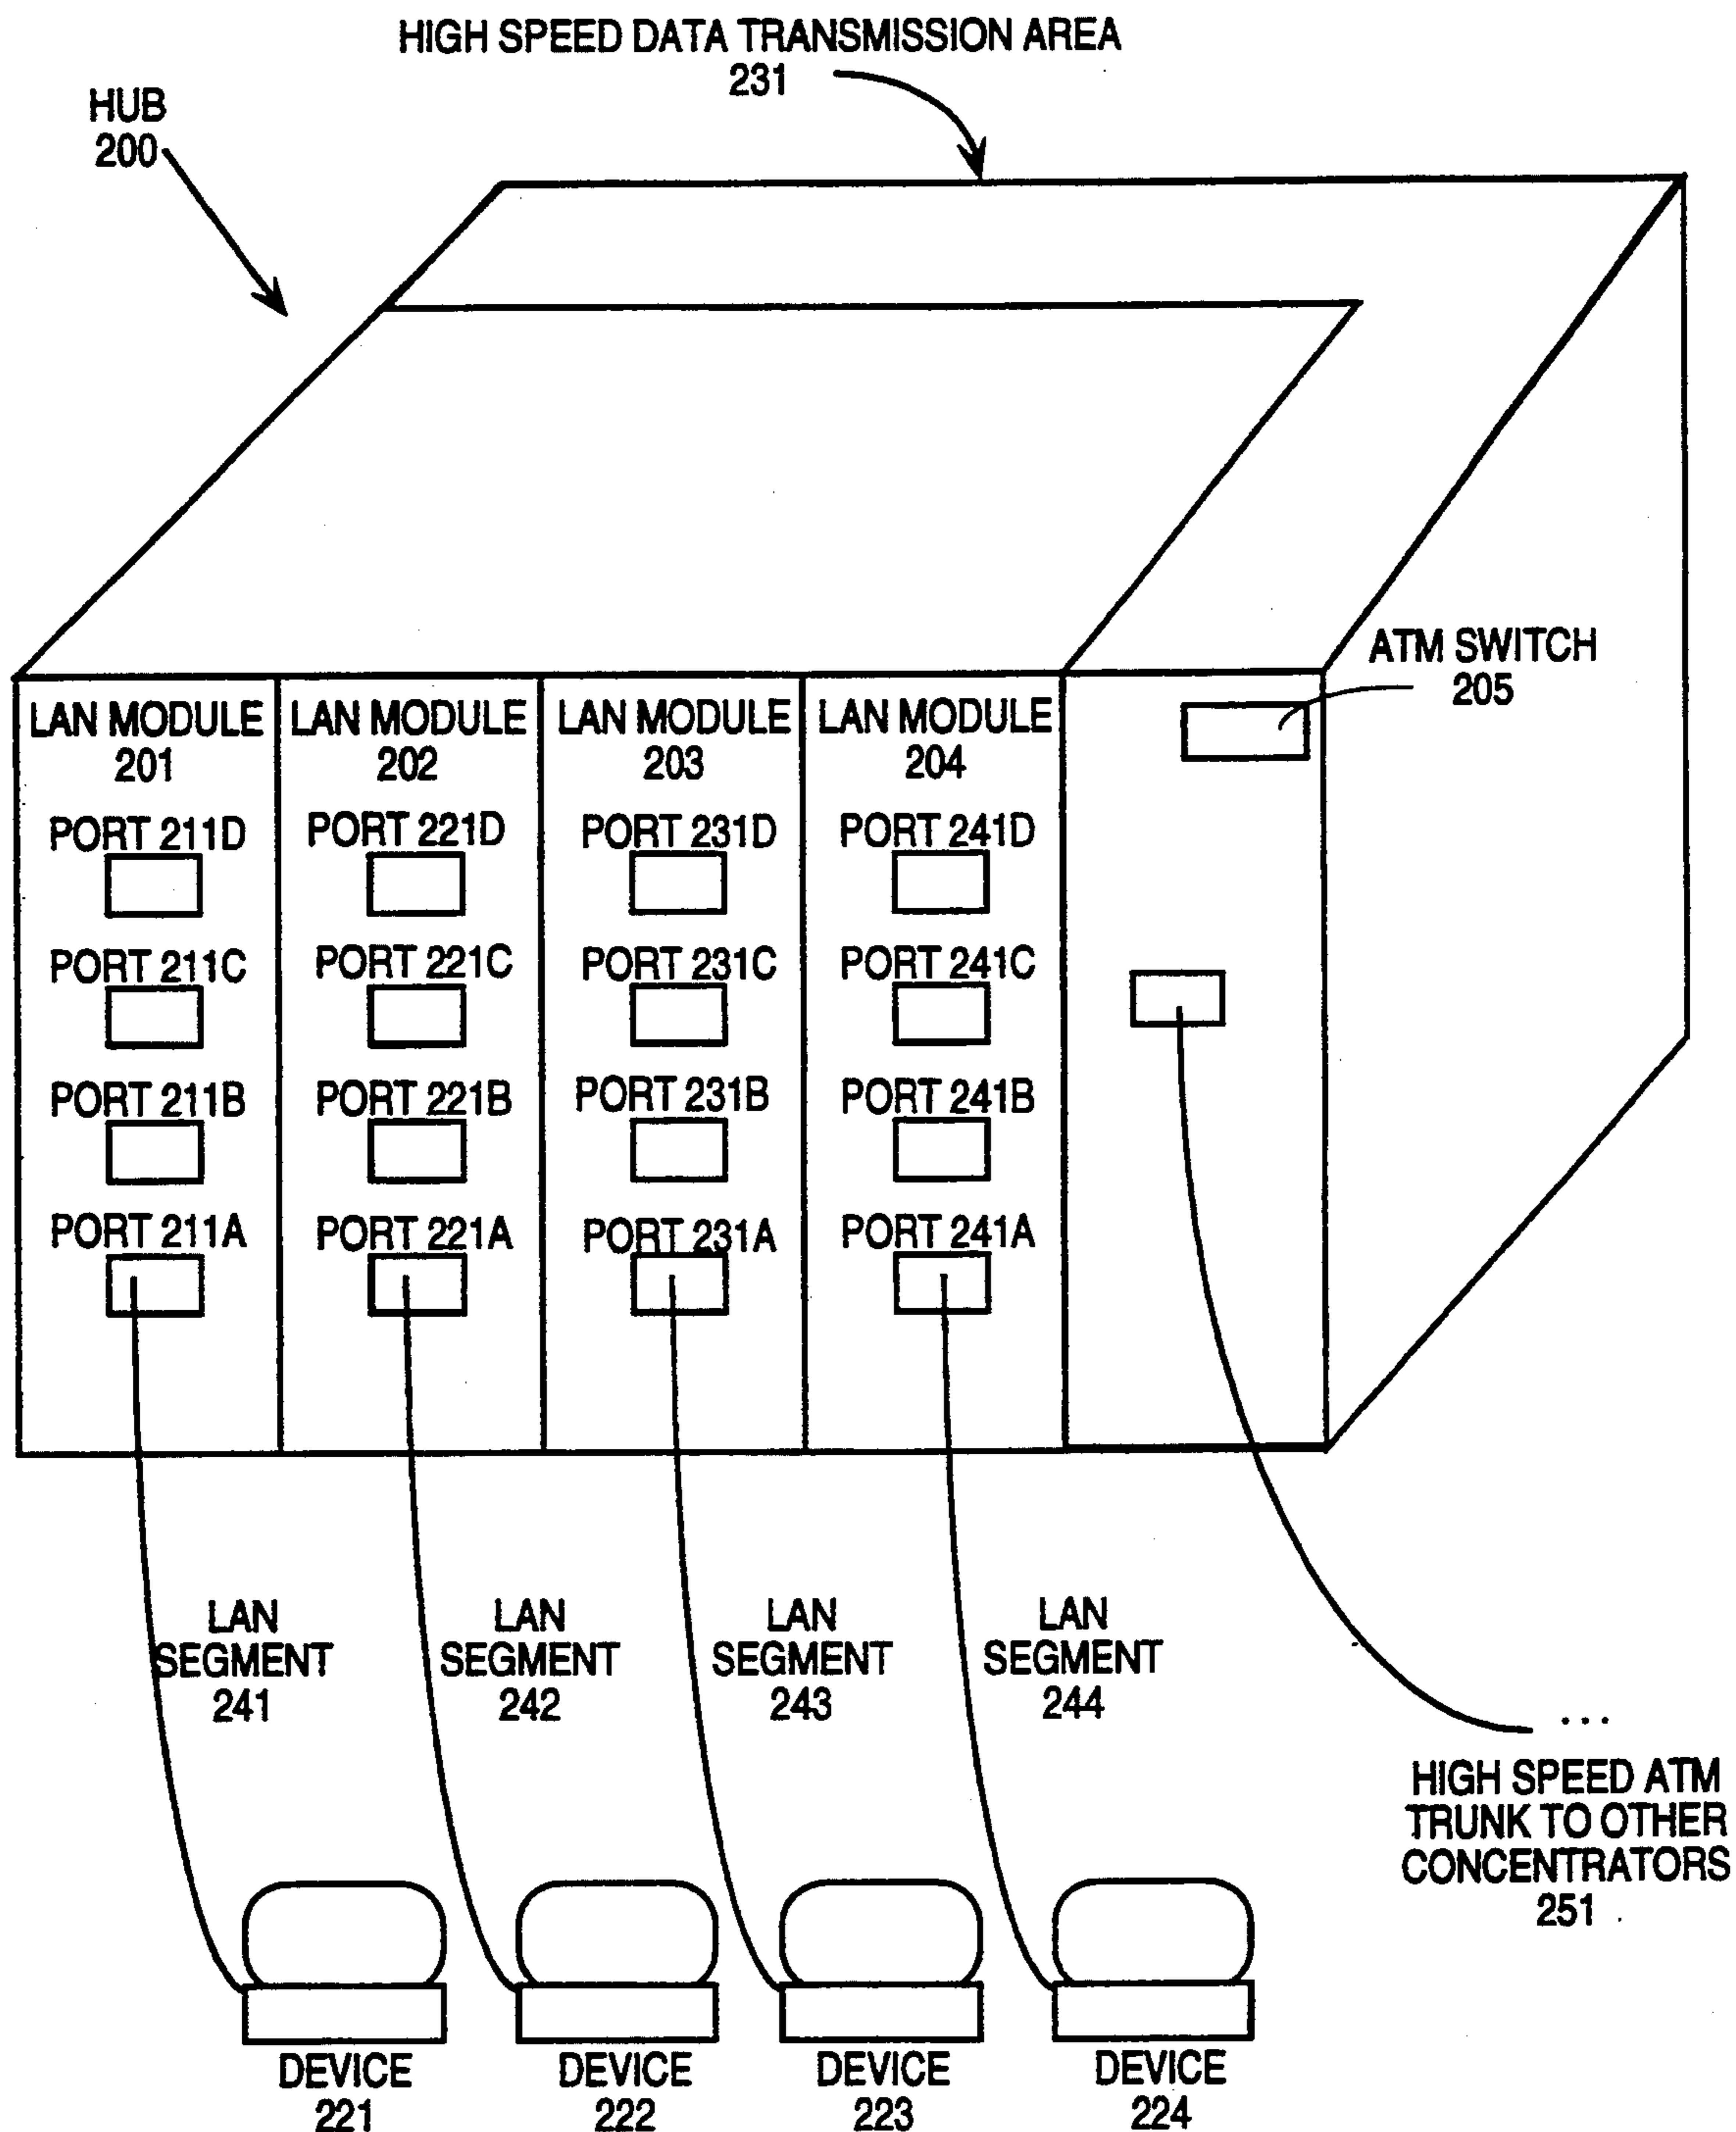 HIGH SPEED DATA TRANSMISSION AREA
231
HUB
200
ATM SWITCH
205
LAN MODULE
201
LAN MODULE
202
LAN MODULE
203
LAN MODULE
204
PORT 211D
PORT 221D
PORT 231D
PORT 241D
PORT 211C
PORT 221C
PORT 231C
PORT 241C
PORT 211B
PORT 221B
PORT 231B
PORT 241B
PORT 211A
PORT 221A
PORT 231A
PORT 241A
LAN
SEGMENT
241
LAN
SEGMENT
242
LAN
SEGMENT
243
LAN
SEGMENT
244
...
HIGH SPEED ATM
TRUNK TO OTHER
CONCENTRATORS
251
DEVICE
221
DEVICE
222
DEVICE
223
DEVICE
224